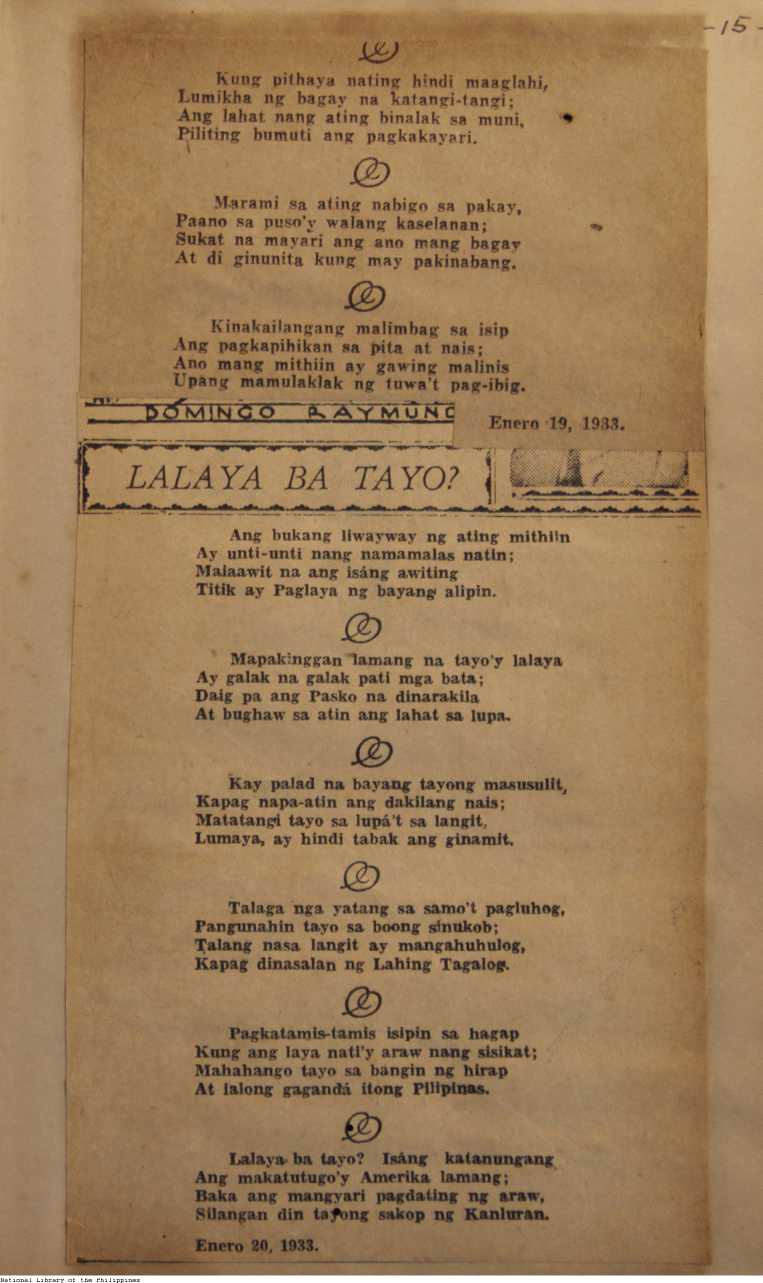 -15-
Kung pithaya nating hindi maaglahi,
Lumikha ng bagay na katangi-tangi;
Ang lahat nang ating binalak sa muni,
Piliting bumuti ang pagkakayari.
Marami sa ating nabigo sa pakay,
Paano sa puso'y walang kaselanan;
Sukat na mayari ang ano mang bagay
At di ginunita kung may pakinabang.
Kinakailangang malimbag sa isip
Ang pagkapihikan sa pita at nais;
Ano mang mithiin ay gawing malinis
Upang mamulaklak ng tuwa't pag-ibig.
DOMINGO RAYMUND
Enero 19, 1933.
LALAYA BA TAYO?
Ang bukang liwayway ng ating mithiin
Ay unti-unti nang namamalas natin;
Malaawit na ang isáng awiting
Titik ay Paglaya ng bayang alipin.
Mapakinggan lamang na tayo'y lalaya
Ay galak na galak pati mga bata;
Daig pa ang Pasko na dinarakila
At bughaw sa atin ang lahat sa lupa.
Kay palad na bayang tayong masusulit,
Kapag napa-atin ang dakilang nais;
Matatangi tayo sa lupá't sa langit,
Lumaya, ay hindi tabak ang ginamit.
Talaga nga yatang sa samo't pagluhog,
Pangunahin tayo sa boong sinukob;
Talang nasa langit ay mangahuhulog,
Kapag dinasalan ng Lahing Tagalog.
Pagkatamis-tamis isipin sa hagap
Kung ang laya nati'y araw nang sisikat;
Mahahango tayo sa bangin ng hirap
At lalong gagandá itong Pilipinas.
Lalaya ba tayo? Isáng katanungang
Ang makatutugo'y Amerika lamang;
Baka ang mangyari pagdating ng araw,
Silangan din tayong sakop ng Kanluran.
Enero 20, 1933.
National Library of the Philippines